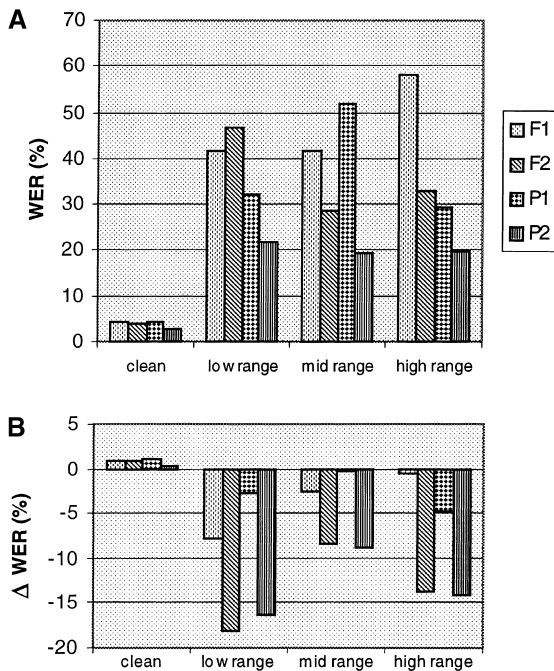 A
WER (%)
70
60
50
40
30
20
10
0
clean low range mid range high range
F1
F2
P1
P2
B
Δ WER (%)
5
0
-5
-10
-15
-20
clean low range mid range high range